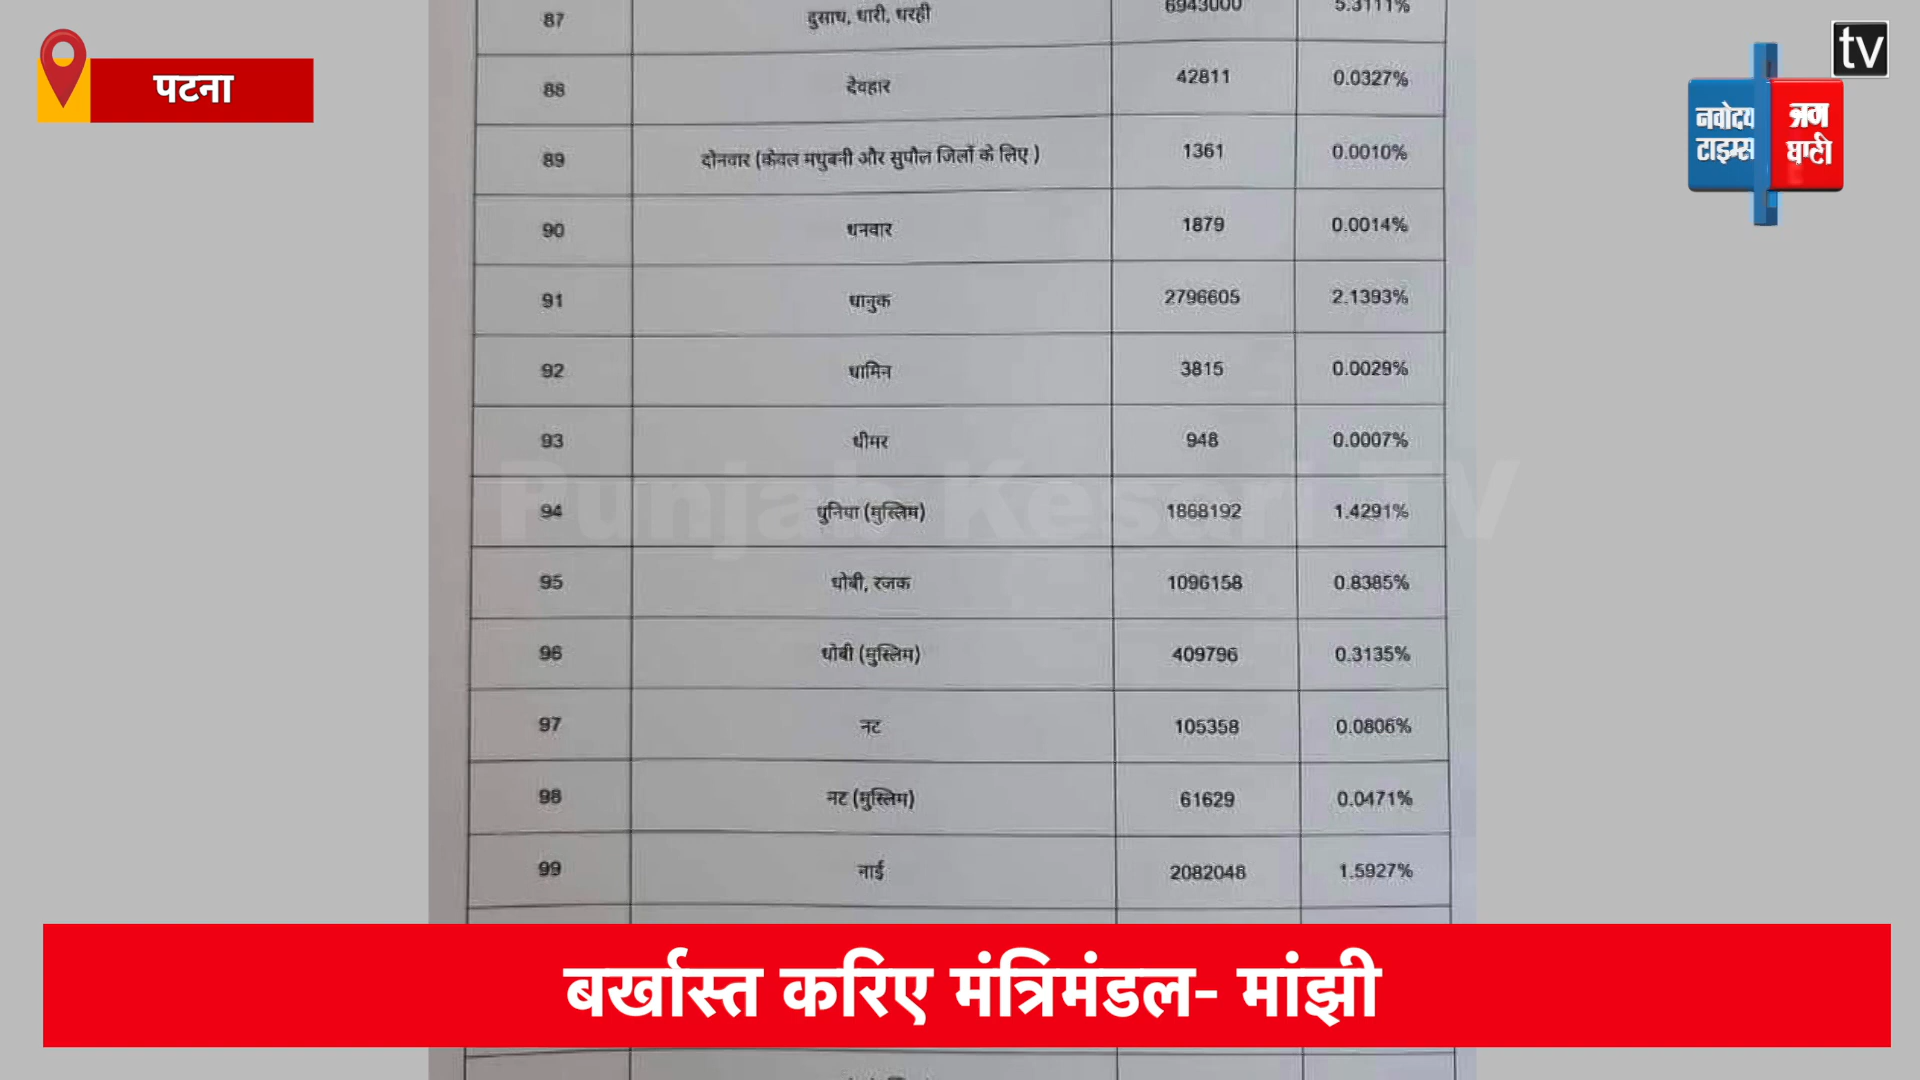 पटना
tv
नवोदय टाइम्स
Punjab Kesari TV
87 दुसाध, धारी, धरही 6943000 5.3111%
88 देवहार 42811 0.0327%
89 दोनवार (केवल मधुबनी और सुपौल जिलों के लिए ) 1361 0.0010%
90 धनवार 1879 0.0014%
91 धानुक 2796605 2.1393%
92 धामिन 3815 0.0029%
93 धीमर 948 0.0007%
94 धुनिया (मुस्लिम) 1868192 1.4291%
95 धोबी, रजक 1096158 0.8385%
96 धोबी (मुस्लिम) 409796 0.3135%
97 नट 105358 0.0806%
98 नट (मुस्लिम) 61629 0.0471%
99 नाई 2082048 1.5927%
बर्खास्त करिए मंत्रिमंडल- मांझी